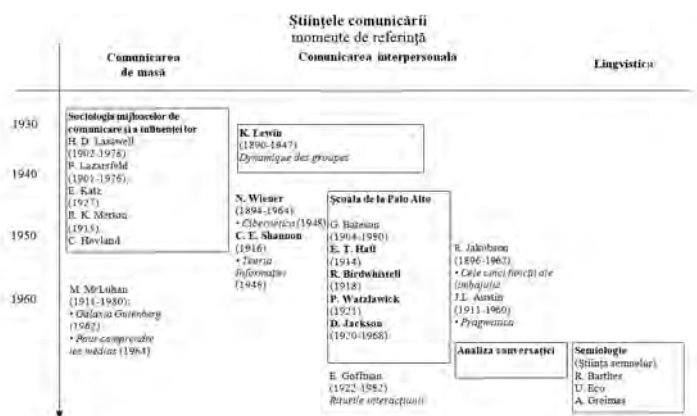 Științele comunicării
momente de referință
Comunicarea
de masă
Comunicarea interpersonala
Lingvistica
1930
1940
1950
1960
Sociologia mijloacelor de
comunicare și a influențelor
H. D. Lasswell
(1902-1978)
P. Lazarsfeld
(1901-1976)
E. Katz
(1927)
R. K. Merton
(1915)
C. Hovland
M. McLuhan
(1911-1980):
• Galaxia Gutenberg
(1962)
• Pour comprendre
les médias (1964)
K. Lewin
(1890-1847)
Dynamique des groupes
N. Wiener
(1894-1964)
• Cibernetica (1948)
C. E. Shannon
(1916)
• Teoria
informației
(1948)
Școala de la Palo Alto
G. Bateson
(1904-1980)
E. T. Hall
(1914)
R. Birdwhistell
(1918)
P. Watzlawick
(1921)
D. Jackson
(1920-1968)
E. Goffman
(1922-1982)
Riturile interacțiunii
R. Jakobson
(1896-1962)
• Cele cinci funcții ale
limbajului
J.L. Austin
(1911-1960)
• Pragmatica
Analiza conversației
Semiologie
(Știința semnelor)
R. Barthes
U. Eco
A. Greimas